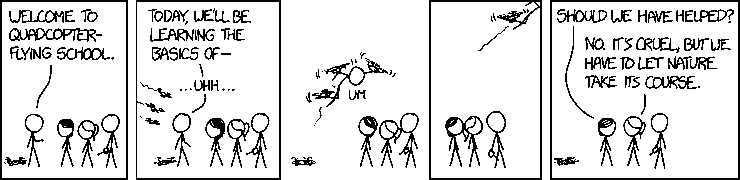 WELCOME TO
QUADCOPTER-
FLYING SCHOOL.
TODAY, WE'LL BE
LEARNING THE
BASICS OF—
...UHH...
UM
SHOULD WE HAVE HELPED?
NO. IT'S CRUEL, BUT WE
HAVE TO LET NATURE
TAKE ITS COURSE.